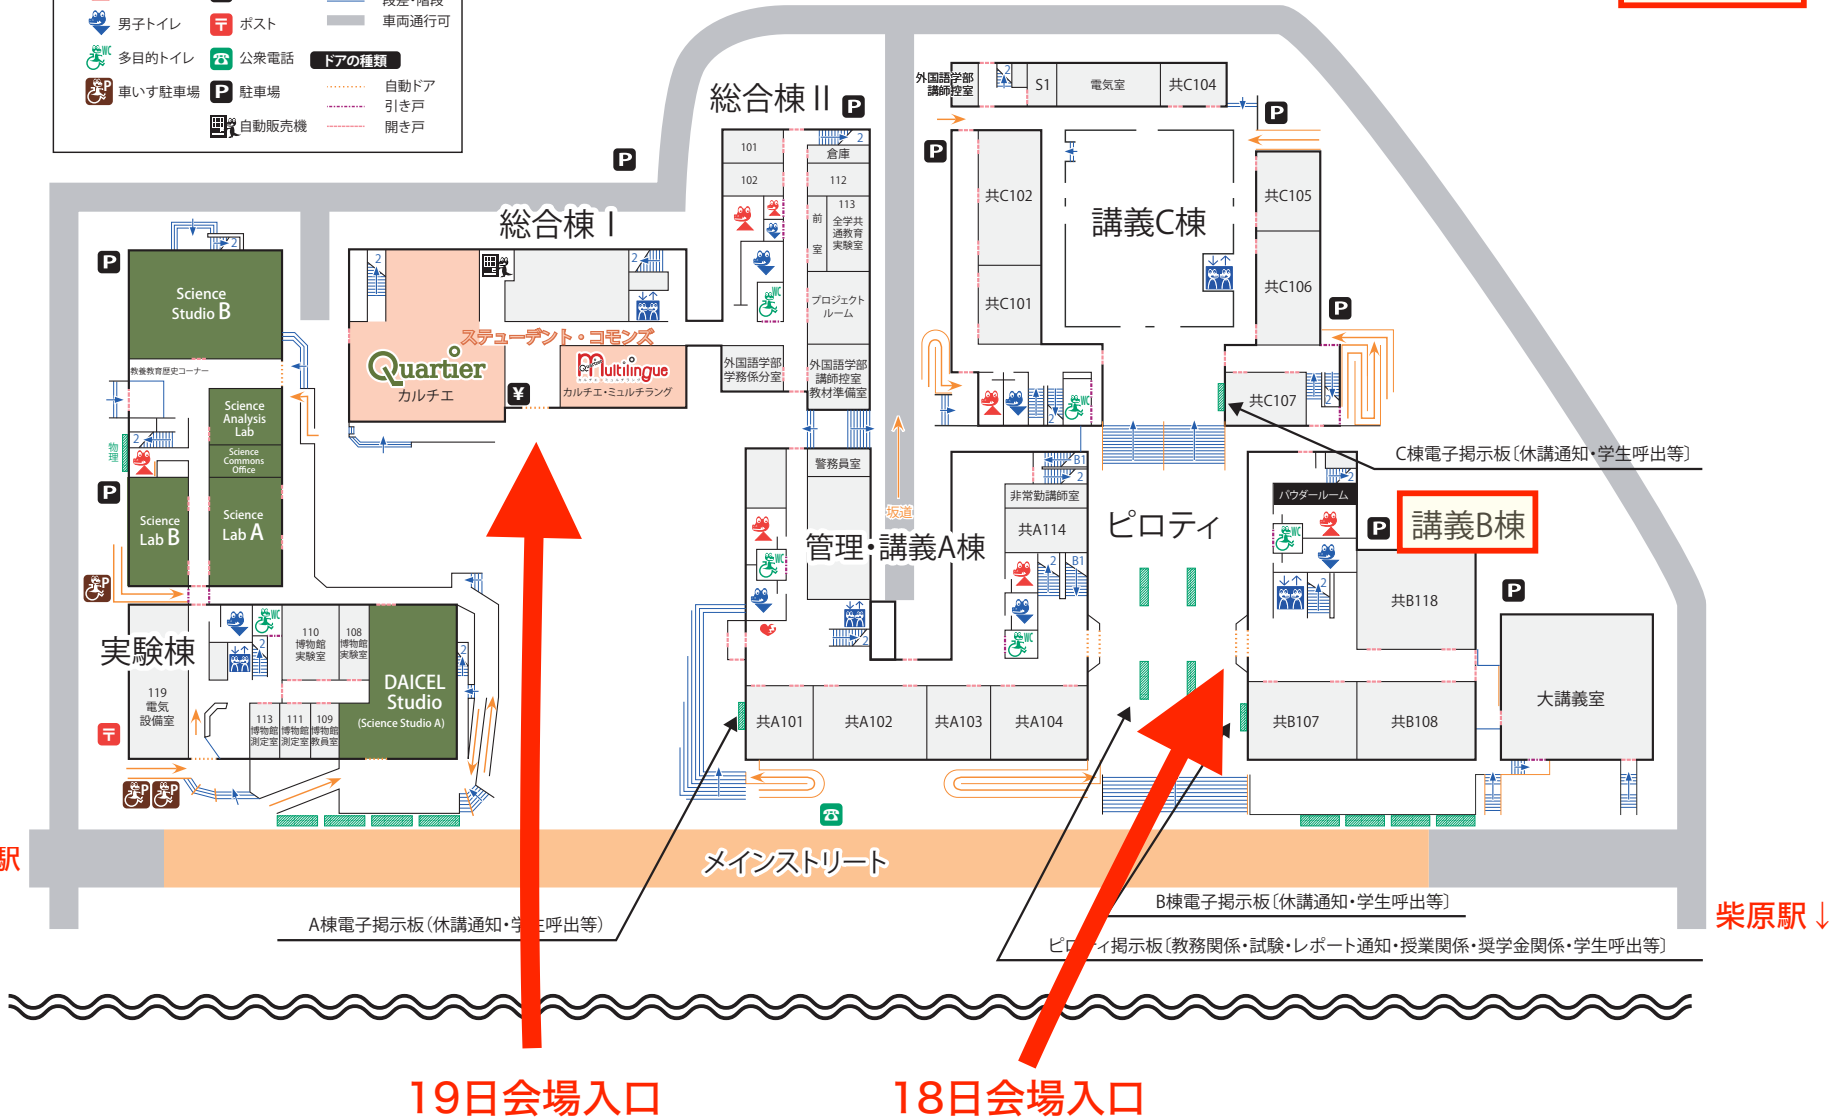 段差・階段
男子トイレ
ポスト
車両通行可
多目的トイレ
公衆電話
ドアの種類
車いす駐車場
駐車場
自動ドア
引き戸
自動販売機
開き戸
総合棟Ⅱ
101
102
倉庫
112
113
全学共
通教育
実験室
前
室
プロジェクト
ルーム
外国語学部
学務係分室
外国語学部
講師控室
教材準備室
外国語学部
講師控室
S1
電気室
共C104
共C102
共C101
講義C棟
共C105
共C106
共C107
C棟電子掲示板〔休講通知・学生呼出等〕
総合棟Ⅰ
ステューデント・コモンズ
Quartier
カルチエ
Quartier
Multilingue
カルチエ・ミュルチラング
Science
Studio B
教養教育歴史コーナー
Science
Analysis
Lab
Science
Commons
Office
物理
Science
Lab B
Science
Lab A
実験棟
119
電気
設備室
110
博物館
実験室
108
博物館
実験室
113
博物館
測定室
111
博物館
測定室
109
博物館
教員室
DAICEL
Studio
(Science Studio A)
警務員室
管理・講義A棟
坂道
非常勤講師室
共A114
共A101
共A102
共A103
共A104
ピロティ
パウダールーム
講義B棟
共B118
共B107
共B108
大講義室
メインストリート
駅
柴原駅↓
A棟電子掲示板(休講通知・学生呼出等)
B棟電子掲示板〔休講通知・学生呼出等〕
ピロティ掲示板〔教務関係・試験・レポート通知・授業関係・奨学金関係・学生呼出等〕
19日会場入口
18日会場入口